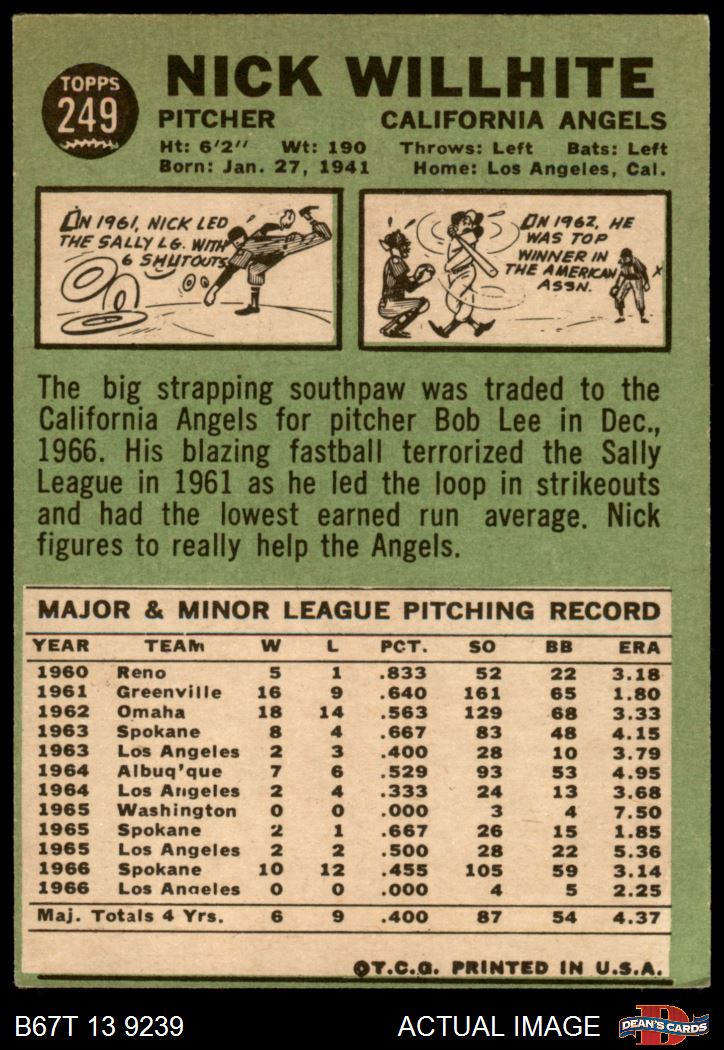 TOPPS
249
NICK WILLHITE
PITCHER CALIFORNIA ANGELS
Ht: 6'2" Wt: 190 Throws: Left Bats: Left
Born: Jan. 27, 1941 Home: Los Angeles, Cal.
IN 1961, NICK LED
THE SALLY LG. WITH
6 SHUTOUTS
IN 1962, HE
WAS TOP
WINNER IN
THE AMERICAN
ASSN.
The big strapping southpaw was traded to the
California Angels for pitcher Bob Lee in Dec.,
1966. His blazing fastball terrorized the Sally
League in 1961 as he led the loop in strikeouts
and had the lowest earned run average. Nick
figures to really help the Angels.
MAJOR & MINOR LEAGUE PITCHING RECORD
YEAR TEAM W L PCT. SO BB ERA
1960 Reno 5 1 .833 52 22 3.18
1961 Greenville 16 9 .640 161 65 1.80
1962 Omaha 18 14 .563 129 68 3.33
1963 Spokane 8 4 .667 83 48 4.15
1963 Los Angeles 2 3 .400 28 10 3.79
1964 Albuq'que 7 6 .529 93 53 4.95
1964 Los Angeles 2 4 .333 24 13 3.68
1965 Washington 0 0 .000 3 4 7.50
1965 Spokane 2 1 .667 26 15 1.85
1965 Los Angeles 2 2 .500 28 22 5.36
1966 Spokane 10 12 .455 105 59 3.14
1966 Los Angeles 0 0 .000 4 5 2.25
Maj. Totals 4 Yrs. 6 9 .400 87 54 4.37
©T.C.G. PRINTED IN U.S.A.
B67T 13 9239 ACTUAL IMAGE
D
DEAN'S CARDS